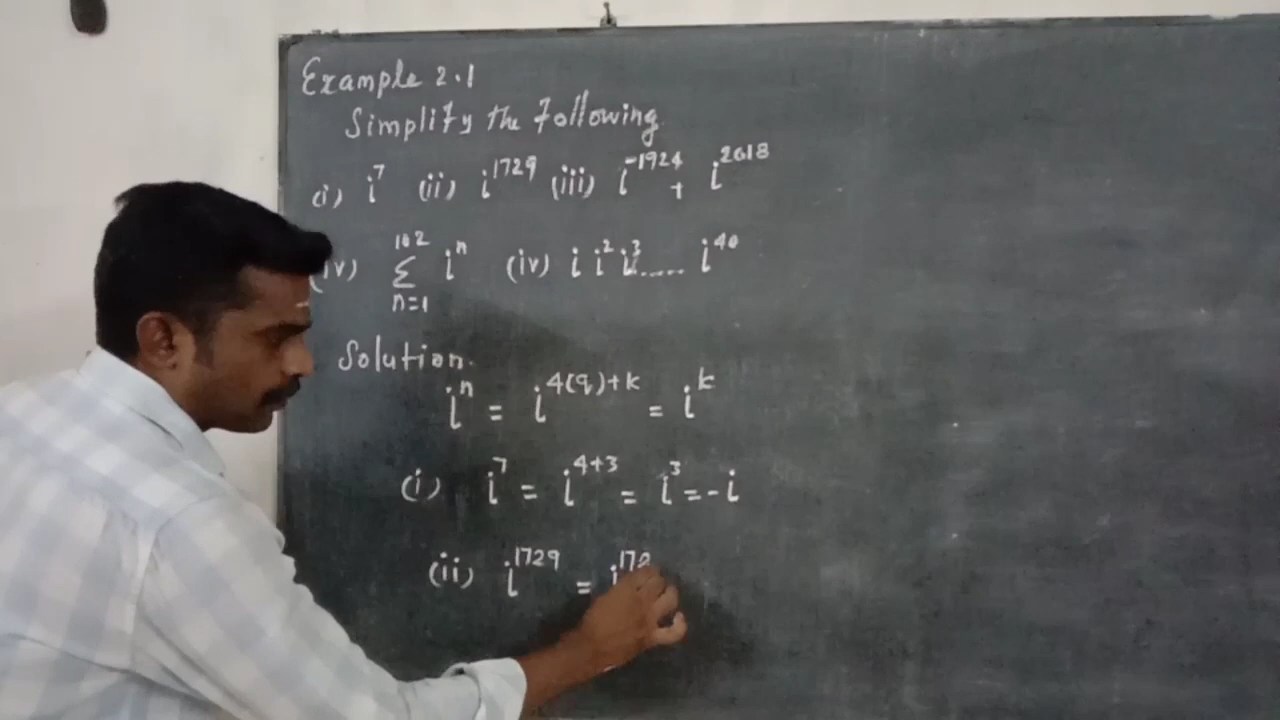 Example 2.1
Simplify the following
(i) i^7 (ii) i^1729 (iii) i^-1924 + i^2018
(iv) 102 Σ n=1 i^n (iv) i i^2 i^3 ..... i^40
Solution.
i^n = i^4(q)+k = i^k
(i) i^7 = i^4+3 = i^3 = -i
(ii) i^1729 = i^172